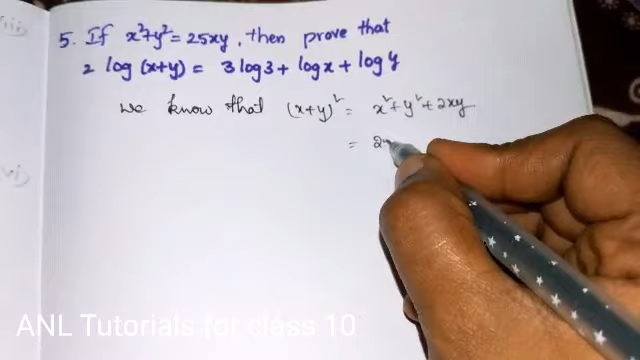 5. If x²+y² = 25xy, then prove that
2 log (x+y) = 3 log 3 + log x + log y
We know that (x+y)² = x²+y²+2xy
= 2
ANL Tutorials for class 10